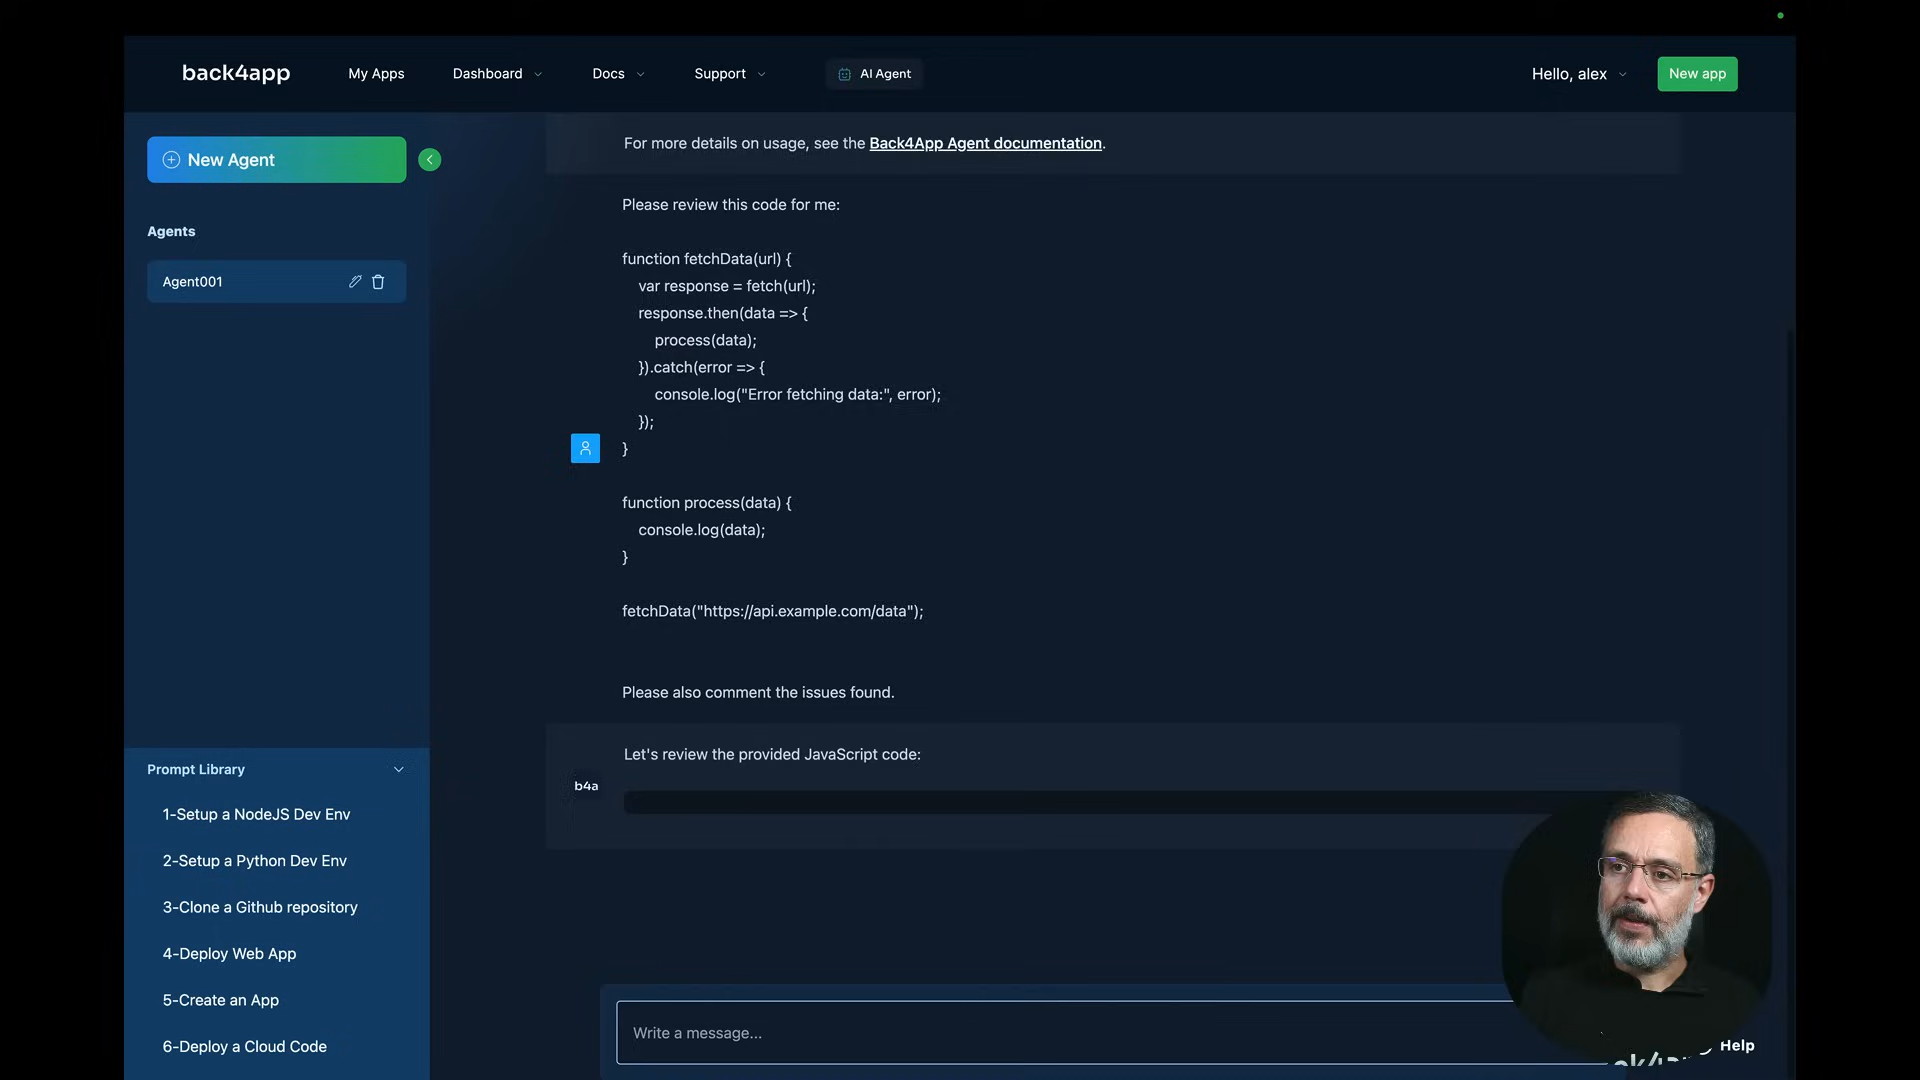 back4app
My Apps
Dashboard
Docs
Support
AI Agent
Hello, alex
New app
New Agent
Agents
Agent001
Prompt Library
1-Setup a NodeJS Dev Env
2-Setup a Python Dev Env
3-Clone a Github repository
4-Deploy Web App
5-Create an App
6-Deploy a Cloud Code
For more details on usage, see the Back4App Agent documentation.
Please review this code for me:
function fetchData(url) {
var response = fetch(url);
response.then(data => {
process(data);
}).catch(error => {
console.log("Error fetching data:", error);
});
}
function process(data) {
console.log(data);
}
fetchData("https://api.example.com/data");
Please also comment the issues found.
b4a
Let's review the provided JavaScript code:
Write a message...
Help